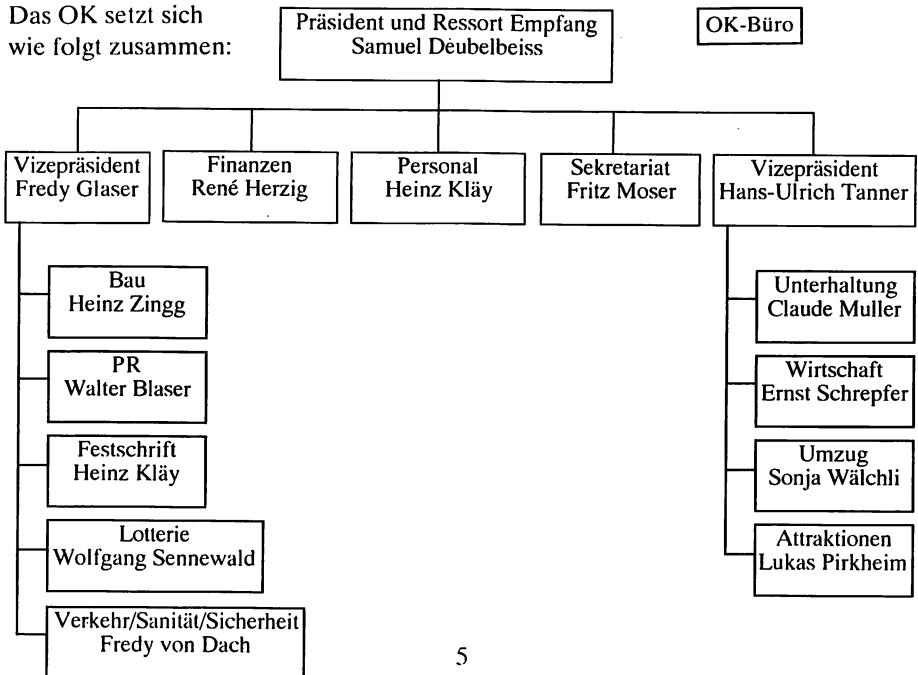 Das OK setzt sich
wie folgt zusammen:
Präsident und Ressort Empfang
Samuel Deubelbeiss
OK-Büro
Vizepräsident
Fredy Glaser
Finanzen
René Herzig
Personal
Heinz Kläy
Sekretariat
Fritz Moser
Vizepräsident
Hans-Ulrich Tanner
Bau
Heinz Zingg
PR
Walter Blaser
Festschrift
Heinz Kläy
Lotterie
Wolfgang Sennewald
Verkehr/Sanität/Sicherheit
Fredy von Dach
Unterhaltung
Claude Muller
Wirtschaft
Ernst Schrepfer
Umzug
Sonja Wälchli
Attraktionen
Lukas Pirkheim
5